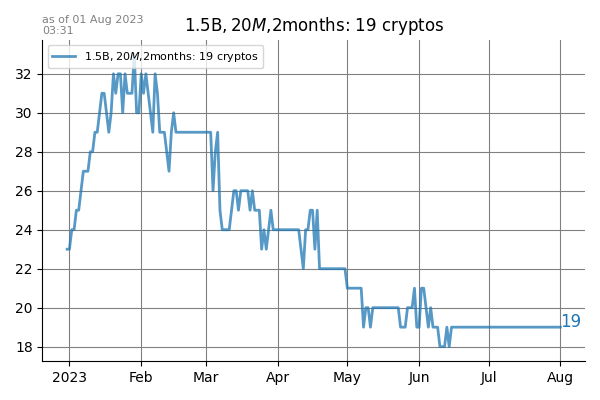 as of 01 Aug 2023
03:31
1.5B, 20M,2months: 19 cryptos
1.5B, 20M,2months: 19 cryptos
32
30
28
26
24
22
20
18
19
2023 Feb Mar Apr May Jun Jul Aug